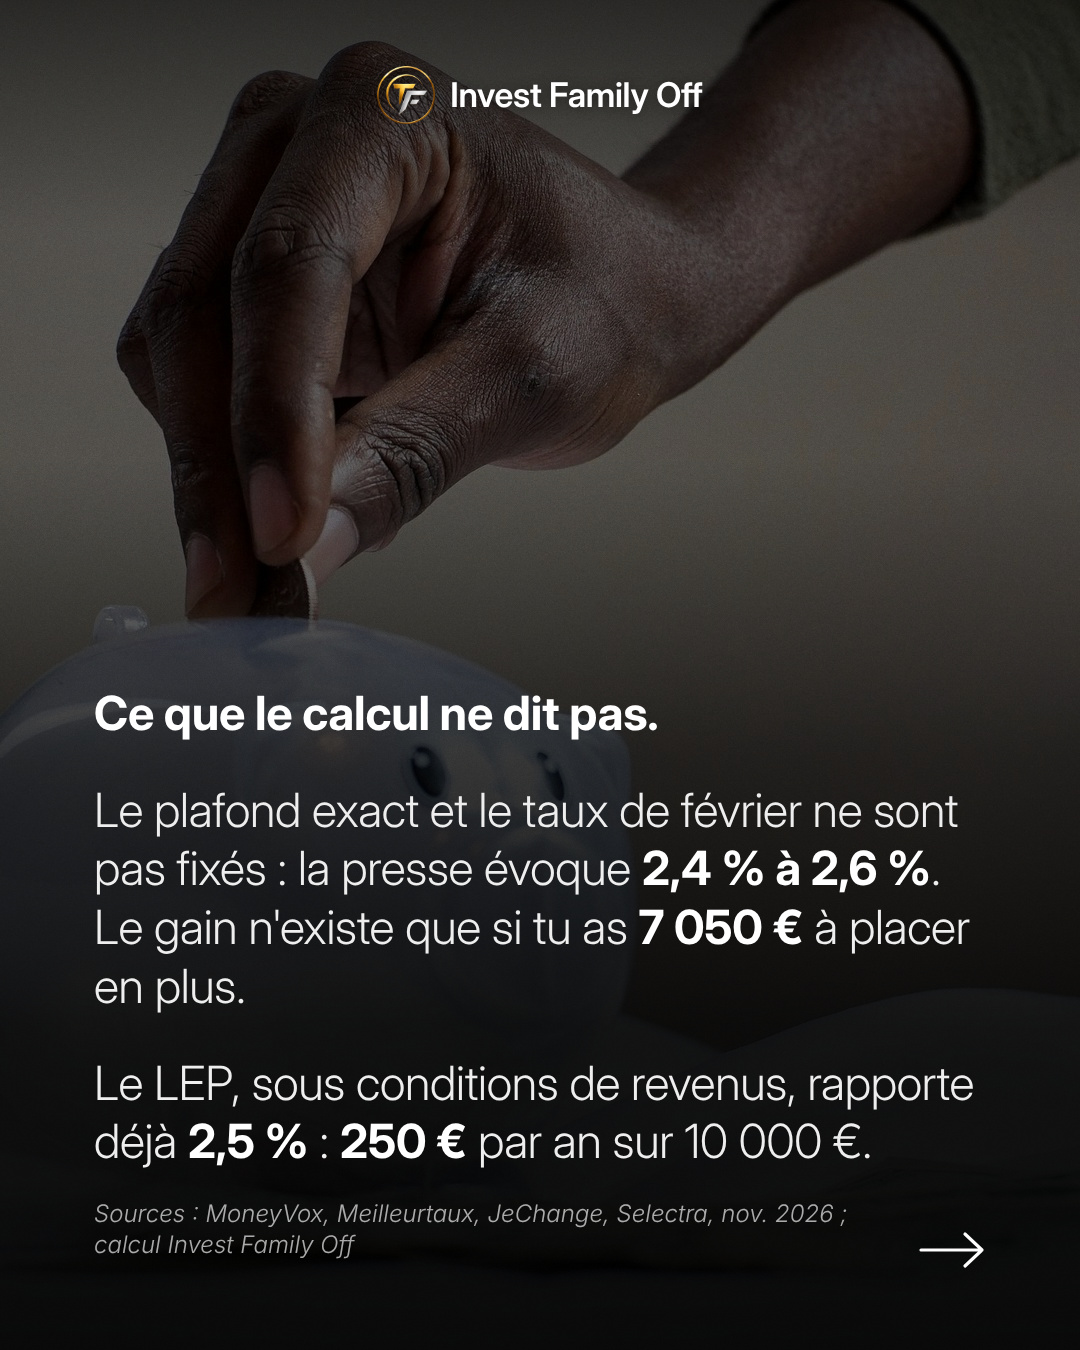 Invest Family Off
Ce que le calcul ne dit pas.
Le plafond exact et le taux de février ne sont
pas fixés : la presse évoque 2,4 % à 2,6 %.
Le gain n'existe que si tu as 7 050 € à placer
en plus.
Le LEP, sous conditions de revenus, rapporte
déjà 2,5 % : 250 € par an sur 10 000 €.
Sources : MoneyVox, Meilleurtaux, JeChange, Selectra, nov. 2026 ;
calcul Invest Family Off